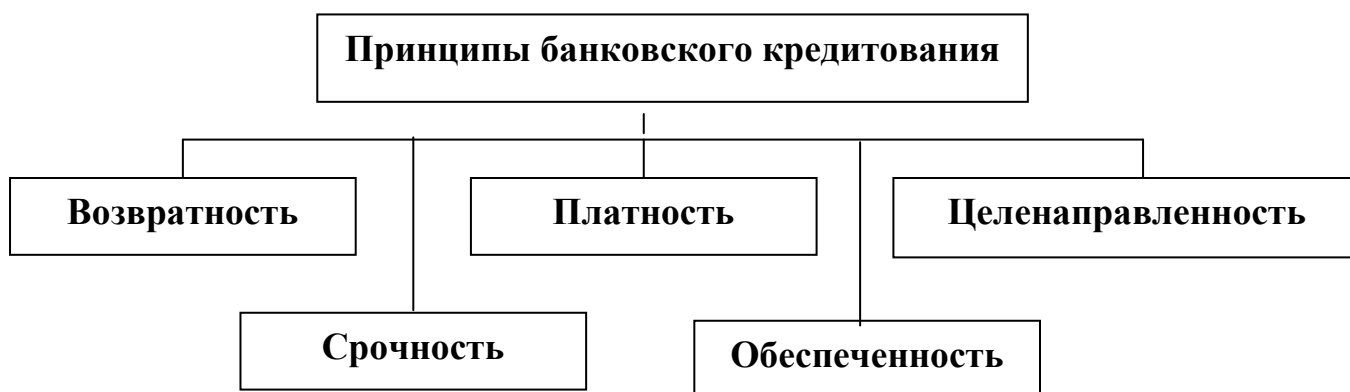 Принципы банковского кредитования
Возвратность
Платность
Целенаправленность
Срочность
Обеспеченность